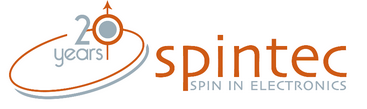 20
years
spintec
SPIN IN ELECTRONICS